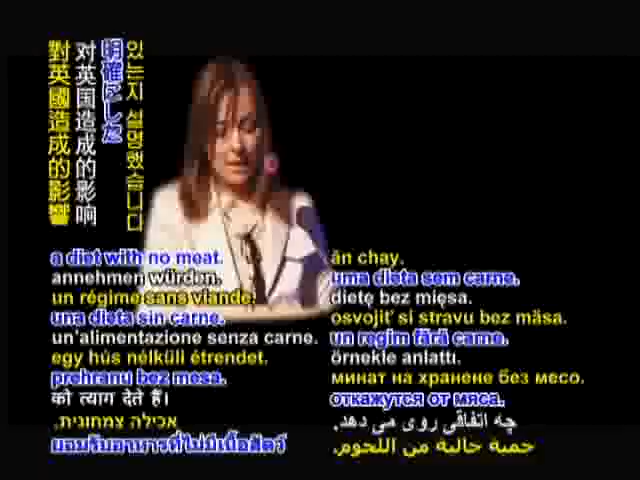 있는지 설명했습니다
明確にした
对英国造成的影响
對英國造成的影響
a diet with no meat.
annehmen würden.
un régime sans viande.
una dieta sin carne.
un'alimentazione senza carne.
egy hús nélküli étrendet.
prehranu bez mesa.
को त्याग देते हैं।
אכילה צמחונית.
ยอมรับอาหารที่ไม่มีเนื้อสัตว์
ăn chay.
uma dieta sem carne.
dietę bez mięsa.
osvojiť si stravu bez mäsa.
un regim fără carne.
örnekle anlattı.
минат на хранене без месо.
откажутся от мяса.
چه اتفاقی روی می دهد.
حمية خالية من اللحوم.